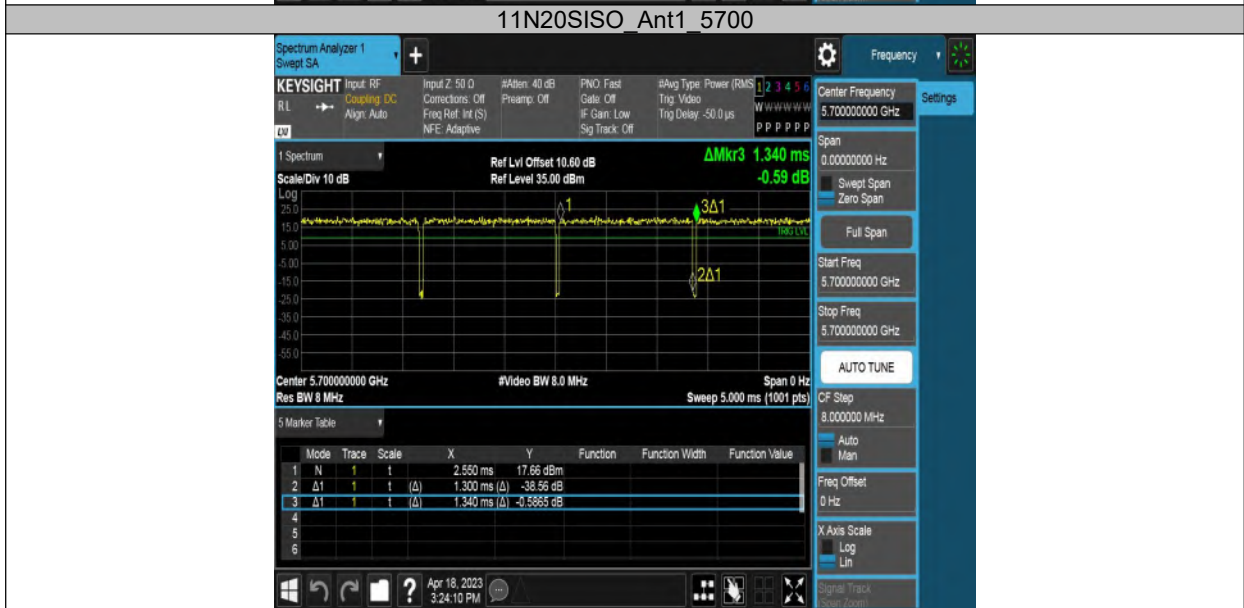 11N20SISO_Ant1_5700
Spectrum Analyzer 1
Swept SA
Frequency
KEYSIGHT
R L
LXI
Input: RF
Coupling: DC
Align: Auto
Input Z: 50 Ω
Corrections: Off
Freq Ref: Int (S)
NFE: Adaptive
#Atten: 40 dB
Preamp: Off
PNO: Fast
Gate: Off
IF Gain: Low
Sig Track: Off
#Avg Type: Power (RMS
Trig: Video
Trig Delay: -50.0 μs
1 2 3 4 5 6
W W W W W W
P P P P P P
1 Spectrum
Scale/Div 10 dB
Ref Lvl Offset 10.60 dB
Ref Level 35.00 dBm
ΔMkr3 1.340 ms
-0.59 dB
Log
25.0
15.0
5.00
-5.00
-15.0
-25.0
-35.0
-45.0
-55.0
1
3Δ1
TRIG LVL
2Δ1
Center 5.700000000 GHz
#Video BW 8.0 MHz
Span 0 Hz
Res BW 8 MHz
Sweep 5.000 ms (1001 pts)
5 Marker Table
Mode Trace Scale X Y Function Function Width Function Value
1 N 1 t 2.550 ms 17.66 dBm
2 Δ1 1 t (Δ) 1.300 ms (Δ) -38.56 dB
3 Δ1 1 t (Δ) 1.340 ms (Δ) -0.5865 dB
4
5
6
Apr 18, 2023
3:24:10 PM
Center Frequency
5.700000000 GHz
Settings
Span
0.00000000 Hz
Swept Span
Zero Span
Full Span
Start Freq
5.700000000 GHz
Stop Freq
5.700000000 GHz
AUTO TUNE
CF Step
8.000000 MHz
Auto
Man
Freq Offset
0 Hz
X Axis Scale
Log
Lin
Signal Track
(Span Zoom)